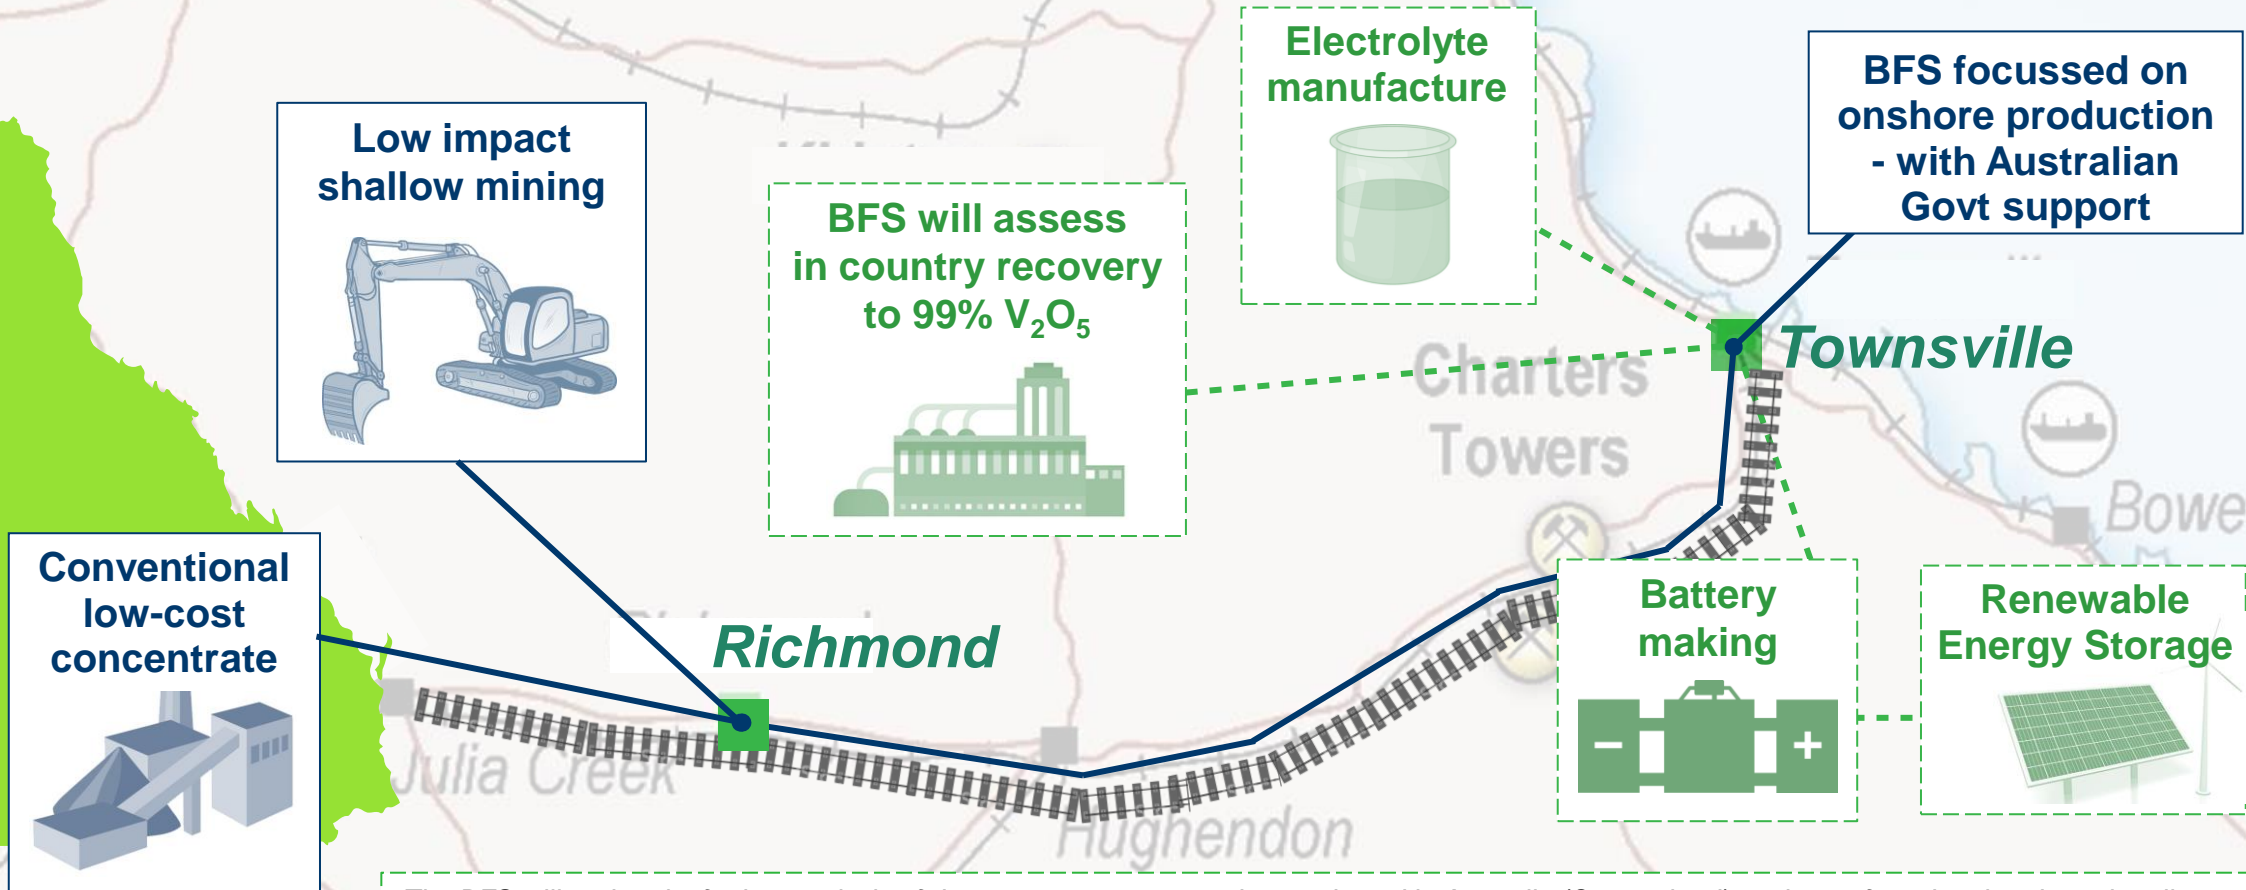 Low impact
shallow mining
BFS will assess
in country recovery
to 99% V₂O₅
Electrolyte
manufacture
BFS focussed on
onshore production
- with Australian
Govt support
Townsville
Charters
Towers
Bowe
Conventional
low-cost
concentrate
Richmond
Julia Creek
Hughendon
Battery
making
− +
Renewable
Energy Storage